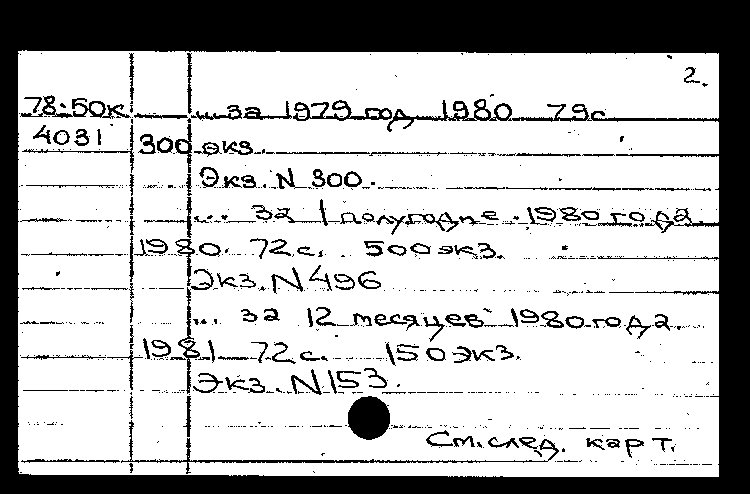 2.
78:50к ... за 1979 год 1980 79с
4031 300 экз.
Экз. N 300.
... за 1 полугодие 1980 года.
1980. 72с. 500 экз.
Экз. N 496
... за 12 месяцев 1980 года.
1981 72с. 150 экз.
Экз. N 153.
См. след. карт.